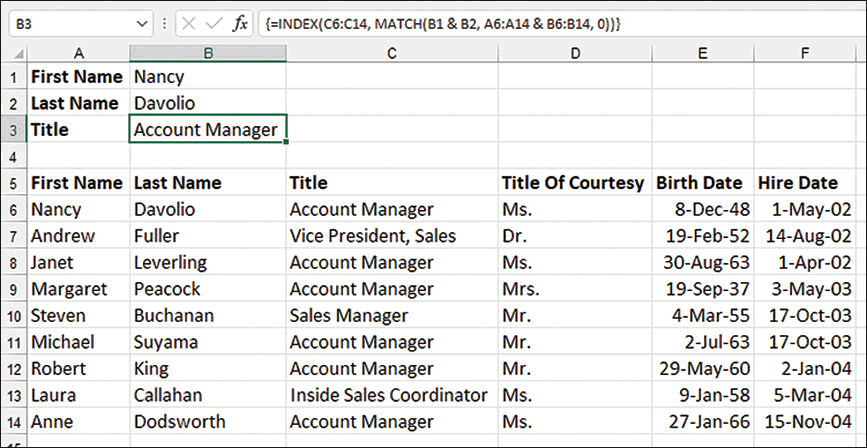 B3 fx {=INDEX(C6:C14, MATCH(B1 & B2, A6:A14 & B6:B14, 0))}
A B C D E F
1 First Name Nancy
2 Last Name Davolio
3 Title Account Manager
4
5 First Name Last Name Title Title Of Courtesy Birth Date Hire Date
6 Nancy Davolio Account Manager Ms. 8-Dec-48 1-May-02
7 Andrew Fuller Vice President, Sales Dr. 19-Feb-52 14-Aug-02
8 Janet Leverling Account Manager Ms. 30-Aug-63 1-Apr-02
9 Margaret Peacock Account Manager Mrs. 19-Sep-37 3-May-03
10 Steven Buchanan Sales Manager Mr. 4-Mar-55 17-Oct-03
11 Michael Suyama Account Manager Mr. 2-Jul-63 17-Oct-03
12 Robert King Account Manager Mr. 29-May-60 2-Jan-04
13 Laura Callahan Inside Sales Coordinator Ms. 9-Jan-58 5-Mar-04
14 Anne Dodsworth Account Manager Ms. 27-Jan-66 15-Nov-04